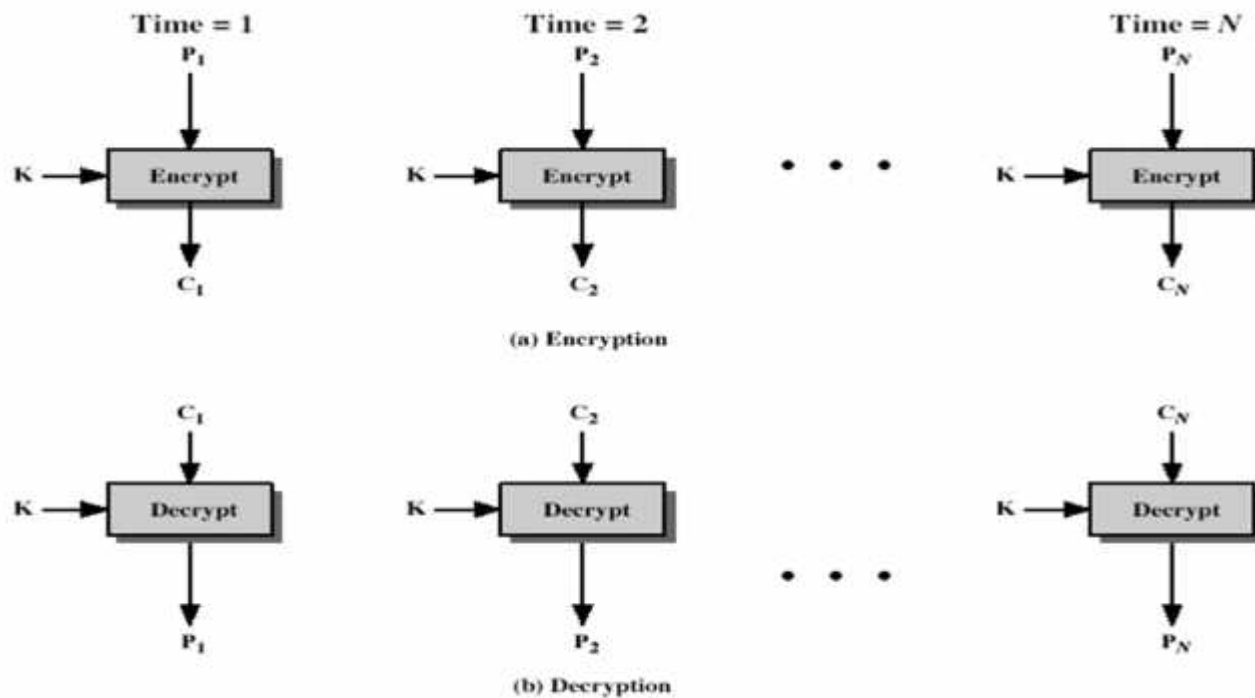 Time = 1 Time = 2 Time = N
P1 P2 PN
K Encrypt K Encrypt K Encrypt
C1 C2 CN
(a) Encryption
C1 C2 CN
K Decrypt K Decrypt K Decrypt
P1 P2 PN
(b) Decryption